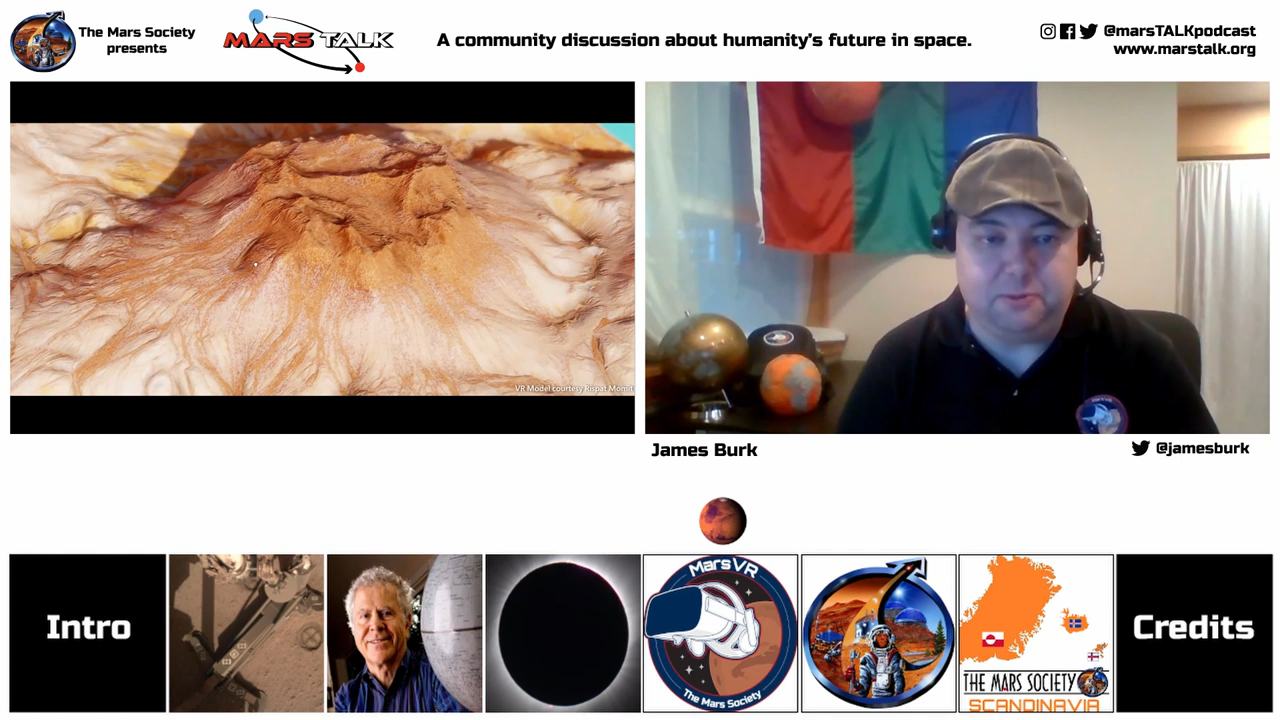 The Mars Society
presents
MARS TALK
A community discussion about humanity's future in space.
@marsTALKpodcast
www.marstalk.org
VR Model courtesy Rispat Momit
James Burk
@jamesburk
Intro
MarsVR
The Mars Society
THE MARS SOCIETY
SCANDINAVIA
Credits